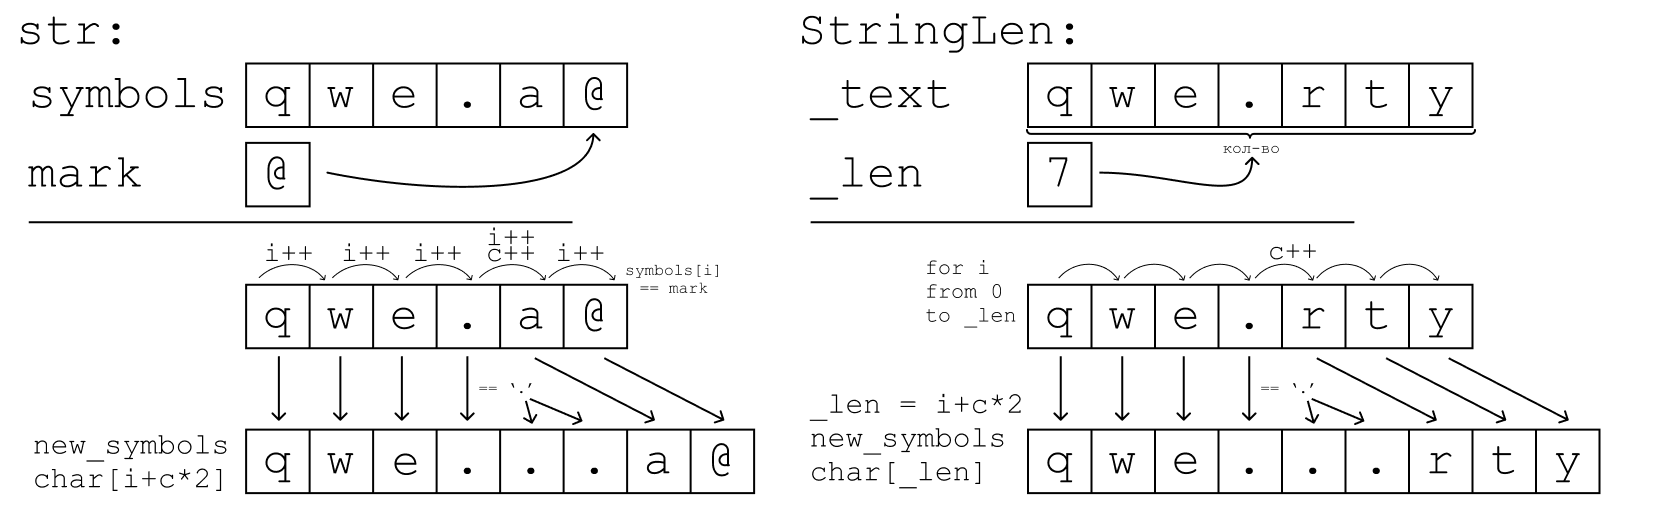 str:
symbols q w e . a @
mark @
i++ i++ i++ i++ i++
c++
symbols[i]
== mark
q w e . a @
== '.'
new_symbols
char[i+c*2]
q w e . . . a @
StringLen:
_text q w e . r t y
кол-во
_len 7
c++
for i
from 0
to _len
q w e . r t y
== '.'
_len = i+c*2
new_symbols
char[_len]
q w e . . . r t y